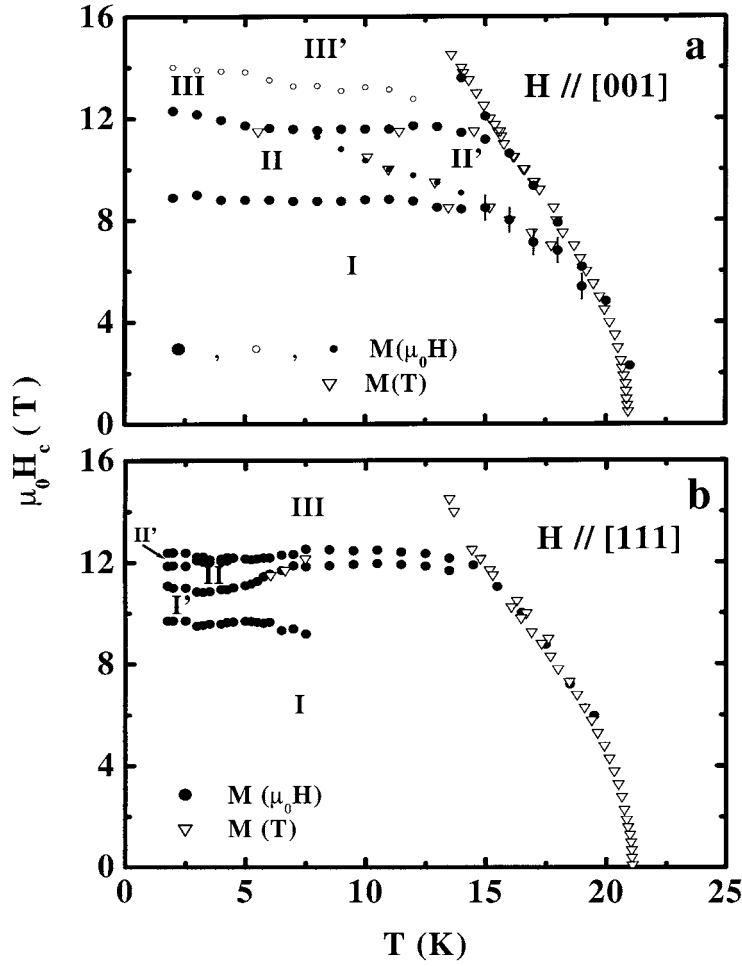 16
III'
a
III
H // [001]
12
II
II'
8
I
4
, , M(μ₀H)
M(T)
0
μ₀H_c (T)
16
b
III
H // [111]
II'
12
II
I'
8
I
4
M (μ₀H)
M (T)
0
0 5 10 15 20 25
T (K)